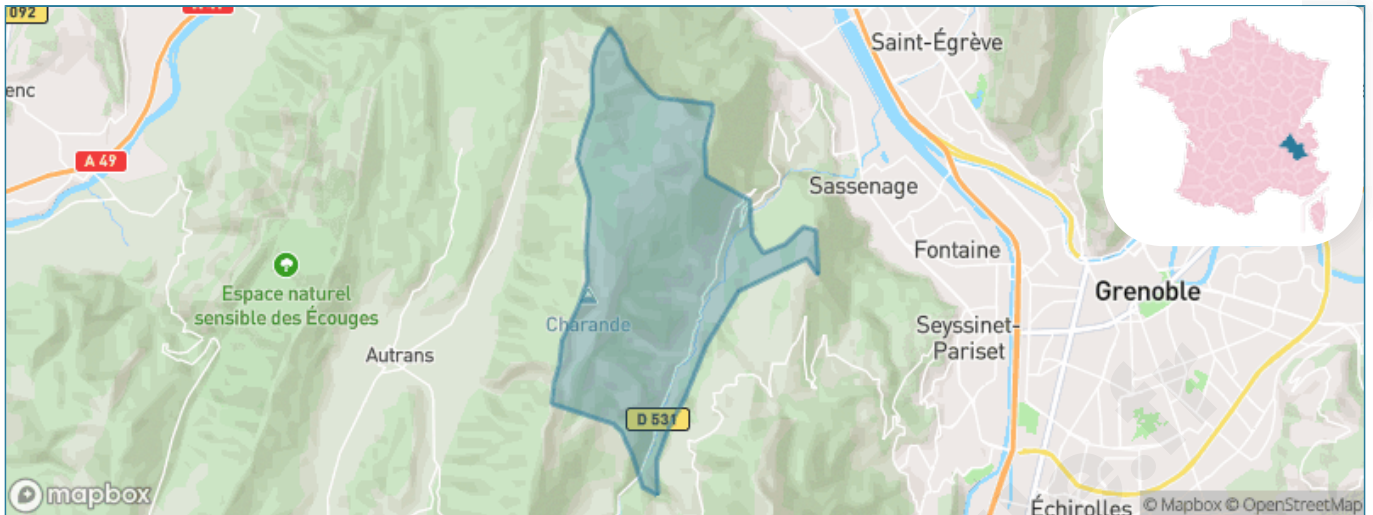 092
Saint-Égrève
enc
A 49
Sassenage
Fontaine
Espace naturel
sensible des Écouges
Grenoble
Charande
Seyssinet-
Pariset
Autrans
D 531
mapbox
Échirolles
© Mapbox © OpenStreetMap